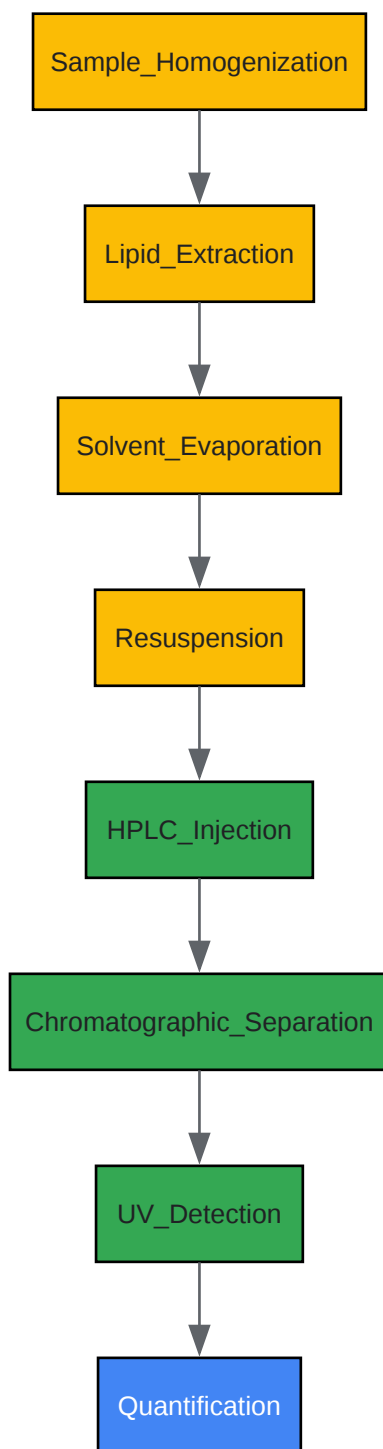 Sample_Homogenization
Lipid_Extraction
Solvent_Evaporation
Resuspension
HPLC_Injection
Chromatographic_Separation
UV_Detection
Quantification